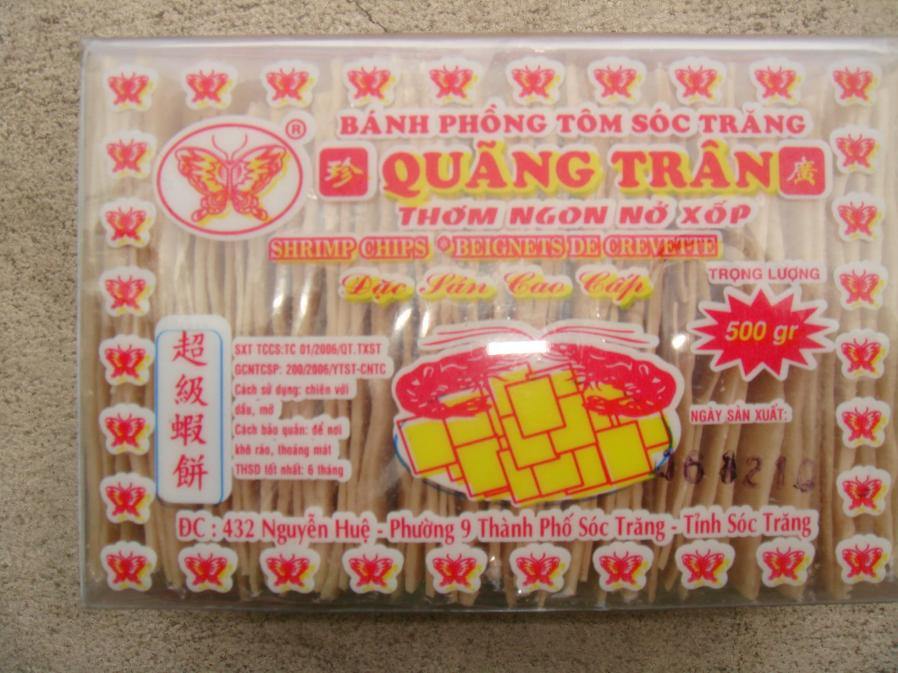 ®
BÁNH PHỒNG TÔM SÓC TRĂNG
珍 QUÃNG TRÂN 廣
THƠM NGON NỞ XỐP
SHRIMP CHIPS BEIGNETS DE CREVETTE
Đặc Sản Cao Cấp
TRỌNG LƯỢNG
500 gr
NGÀY SẢN XUẤT:
超級蝦餅
SXT TCCS:TC 01/2006/QT.TXST
GCNTCSP: 200/2006/YTST-CNTC
Cách sử dụng: chiên với
dầu, mỡ
Cách bảo quản: để nơi
khô ráo, thoáng mát
THSD tốt nhất: 6 tháng
ĐC : 432 Nguyễn Huệ - Phường 9 Thành Phố Sóc Trăng - Tỉnh Sóc Trăng